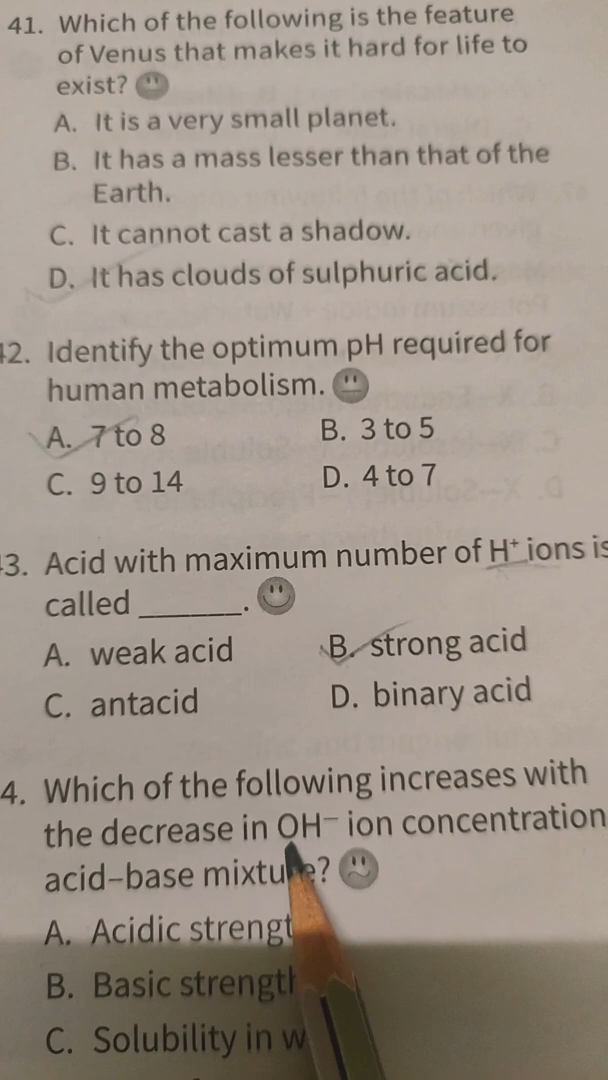 41. Which of the following is the feature
of Venus that makes it hard for life to
exist?
A. It is a very small planet.
B. It has a mass lesser than that of the
Earth.
C. It cannot cast a shadow.
D. It has clouds of sulphuric acid.
42. Identify the optimum pH required for
human metabolism.
A. 7 to 8 B. 3 to 5
C. 9 to 14 D. 4 to 7
3. Acid with maximum number of H⁺ ions is
called ______.
A. weak acid B. strong acid
C. antacid D. binary acid
4. Which of the following increases with
the decrease in OH⁻ ion concentration
acid–base mixture?
A. Acidic strengt
B. Basic strength
C. Solubility in w